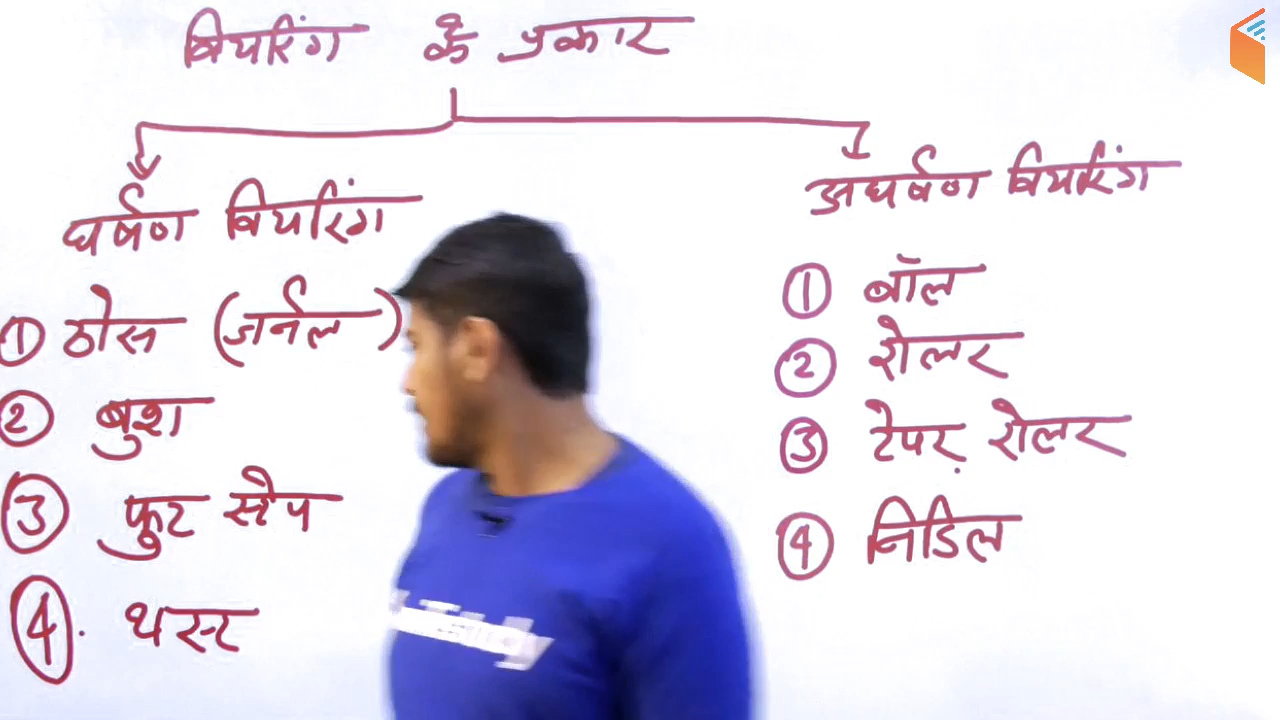 बियरिंग के प्रकार
घर्षण बियरिंग
① ठोस (जर्नल)
② बुश
③ फुट स्टेप
④. थस्ट
अघर्षण बियरिंग
① बॉल
② रोलर
③ टेपर रोलर
④ निडिल